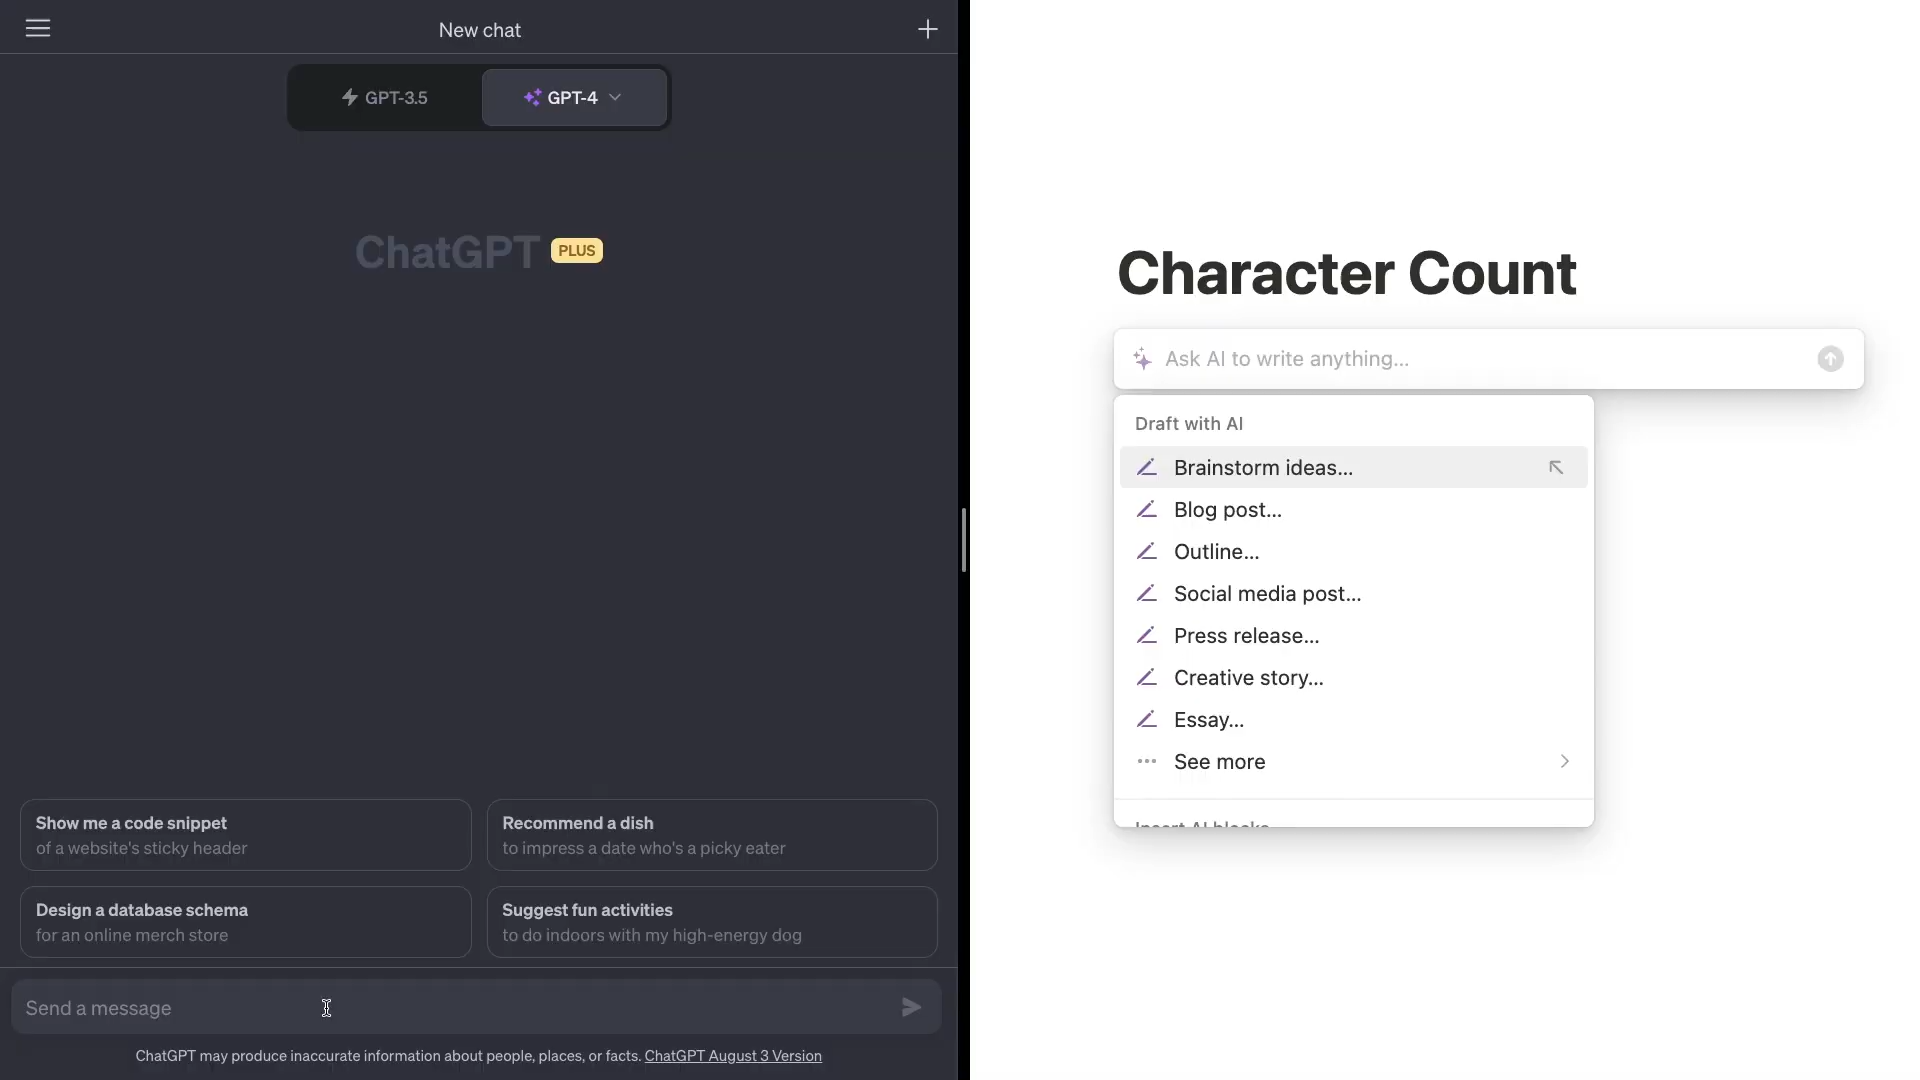 New chat
GPT-3.5
GPT-4
ChatGPT PLUS
Show me a code snippet
of a website's sticky header
Recommend a dish
to impress a date who's a picky eater
Design a database schema
for an online merch store
Suggest fun activities
to do indoors with my high-energy dog
Send a message
ChatGPT may produce inaccurate information about people, places, or facts. ChatGPT August 3 Version
Character Count
Ask AI to write anything...
Draft with AI
Brainstorm ideas...
Blog post...
Outline...
Social media post...
Press release...
Creative story...
Essay...
See more
Insert AI blocks